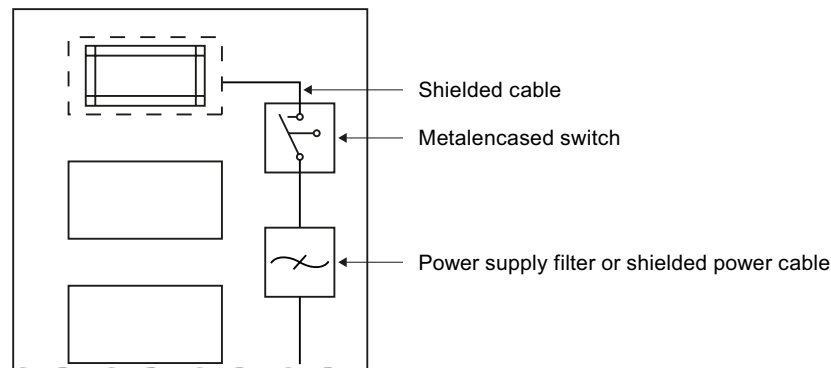 Shielded cable
Metalencased switch
Power supply filter or shielded power cable